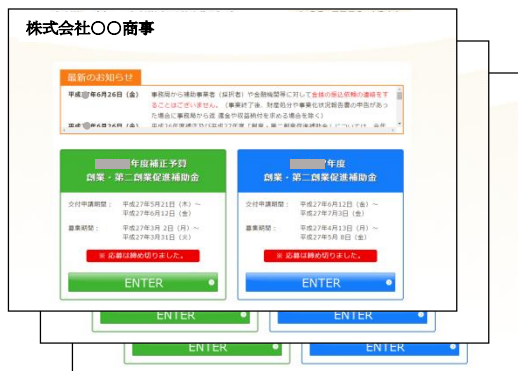 株式会社〇〇商事
最新のお知らせ
平成 年6月26日（金）
事務局から補助事業者（採択者）や金融機関等に対して金銭の振込依頼の連絡をす
ることはございません。（事業終了後、財産処分や事業化状況報告書の申告があっ
た場合に事務局から返 還金や収益納付を求める場合を除く）
年度補正予算
創業・第二創業促進補助金
交付申請期間： 平成27年5月21日（木）～
平成27年6月12日（金）
募集期間： 平成27年3月 2日（月）～
平成27年3月31日（火）
※ 応募は締め切りました。
ENTER
年度
創業・第二創業促進補助金
交付申請期間： 平成27年6月12日（金）～
平成27年7月3日（金）
募集期間： 平成27年4月13日（月）～
平成27年5月 8日（金）
※ 応募は締め切りました。
ENTER
ENTER
ENTER
ENTER
ENTER